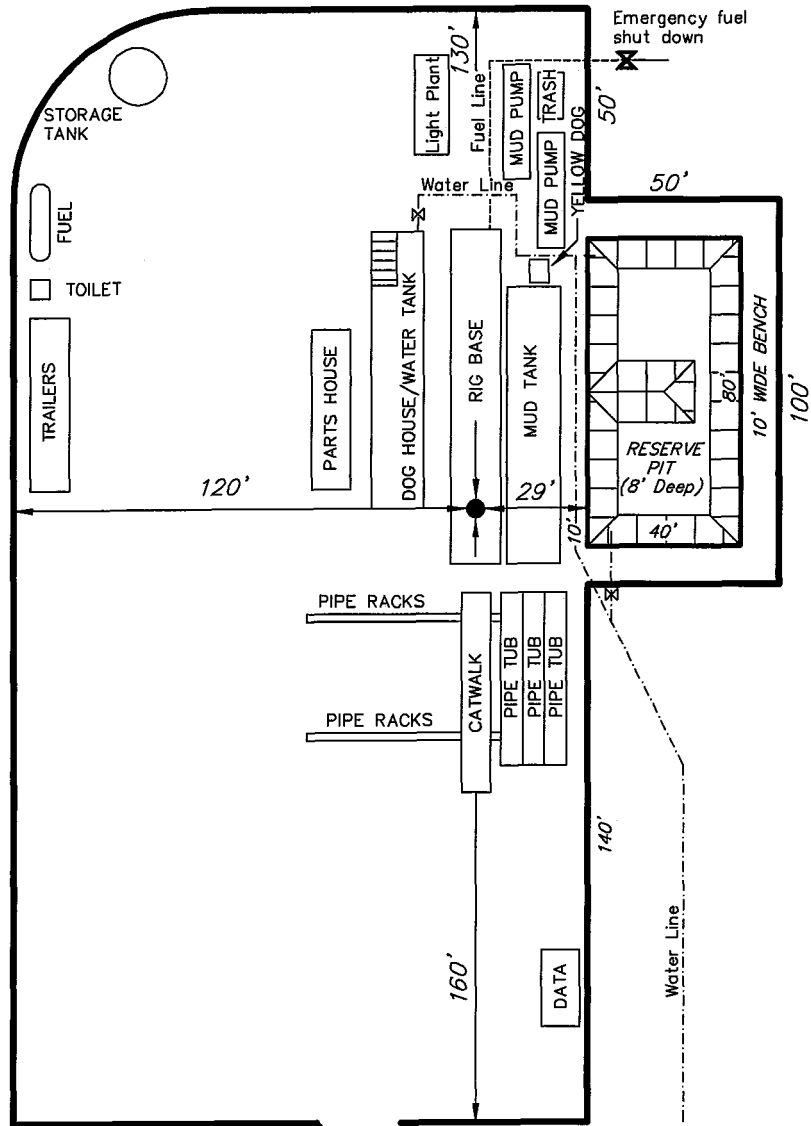 Emergency fuel
shut down
130'
50'
Light Plant
Fuel Line
MUD PUMP
TRASH
MUD PUMP
YELLOW DOG
STORAGE
TANK
Water Line
50'
FUEL
TOILET
TRAILERS
PARTS HOUSE
DOG HOUSE/WATER TANK
RIG BASE
MUD TANK
80'
10' WIDE BENCH
100'
RESERVE
PIT
(8' Deep)
40'
120'
29'
10'
PIPE RACKS
CATWALK
PIPE TUB
PIPE TUB
PIPE TUB
PIPE RACKS
140'
160'
DATA
Water Line